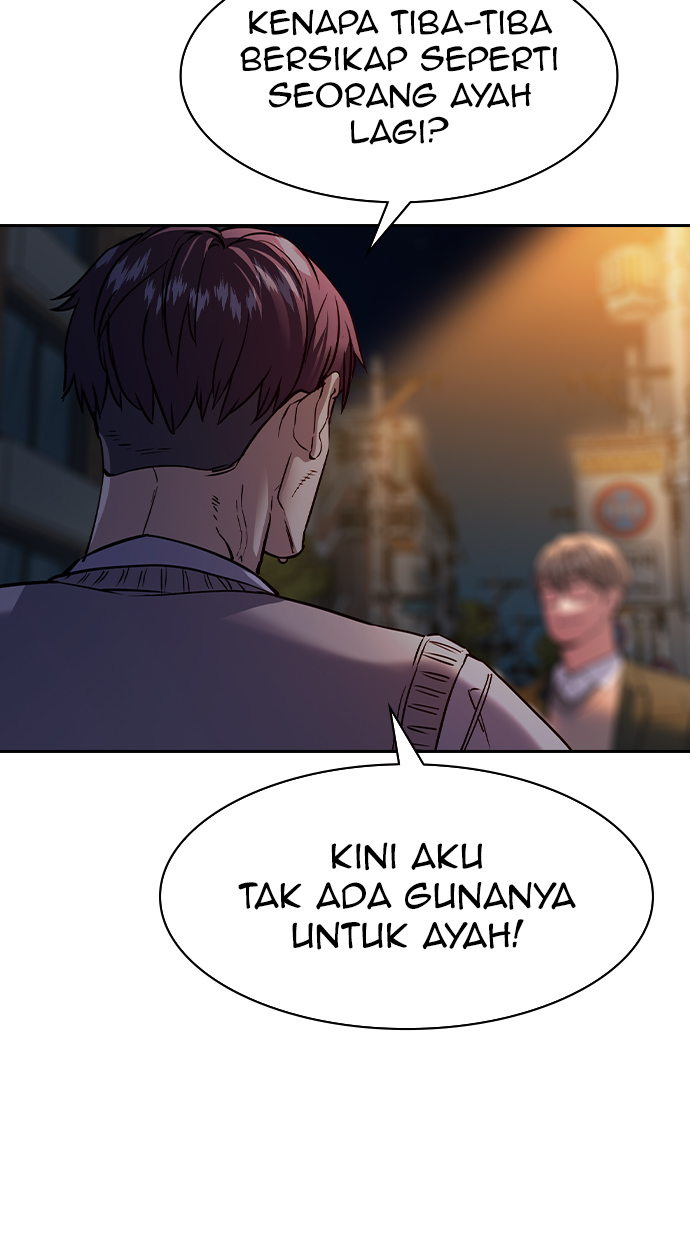 KENAPA TIBA-TIBA
BERSIKAP SEPERTI
SEORANG AYAH
LAGI?
KINI AKU
TAK ADA GUNANYA
UNTUK AYAH!